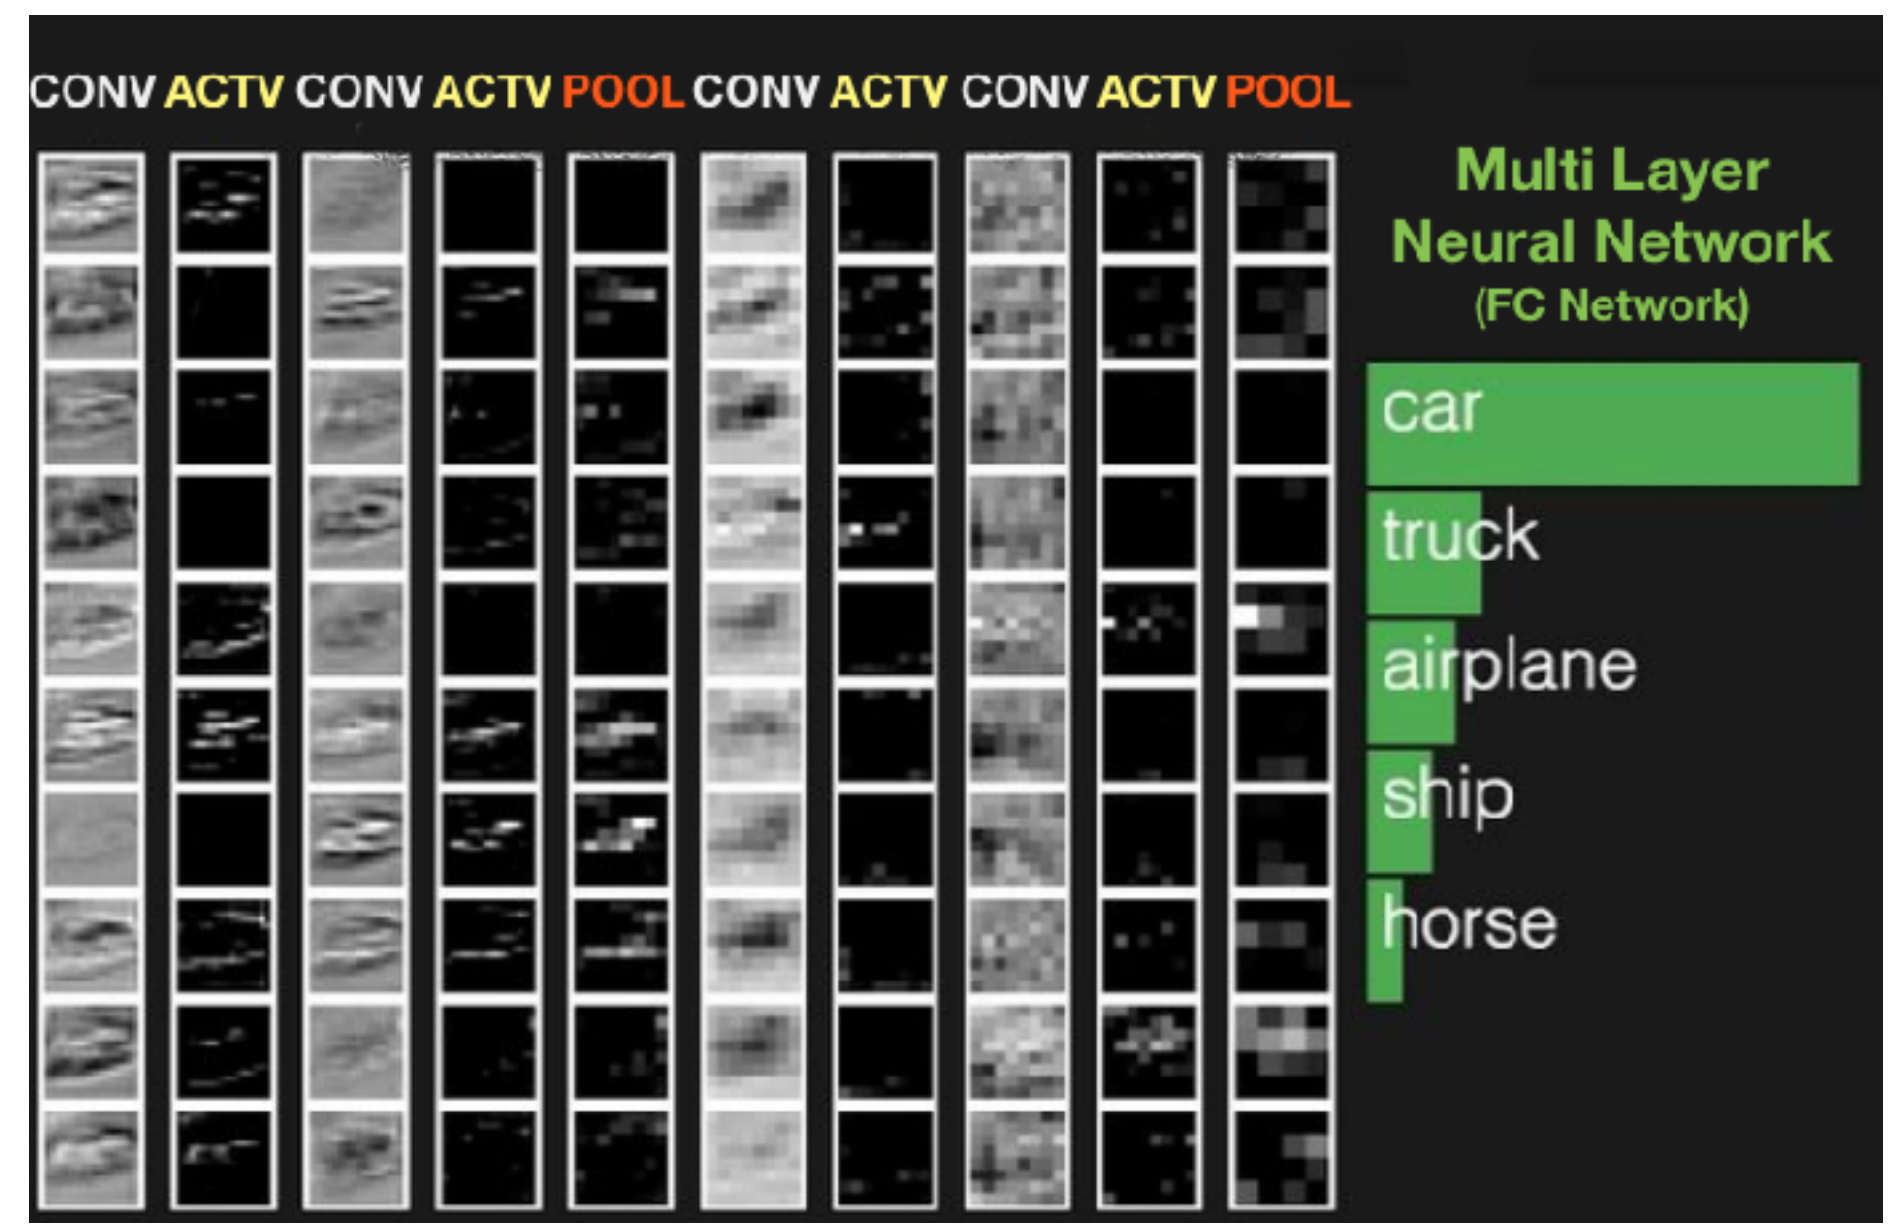 CONV ACTV CONV ACTV POOL CONV ACTV CONV ACTV POOL
Multi Layer
Neural Network
(FC Network)
car
truck
airplane
ship
horse